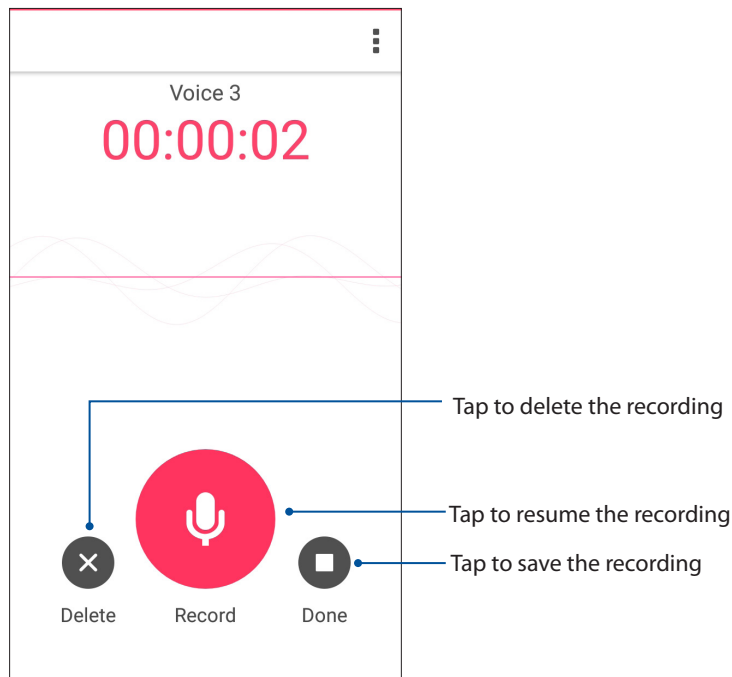 Voice 3
00:00:02
Tap to delete the recording
Tap to resume the recording
Tap to save the recording
Delete
Record
Done